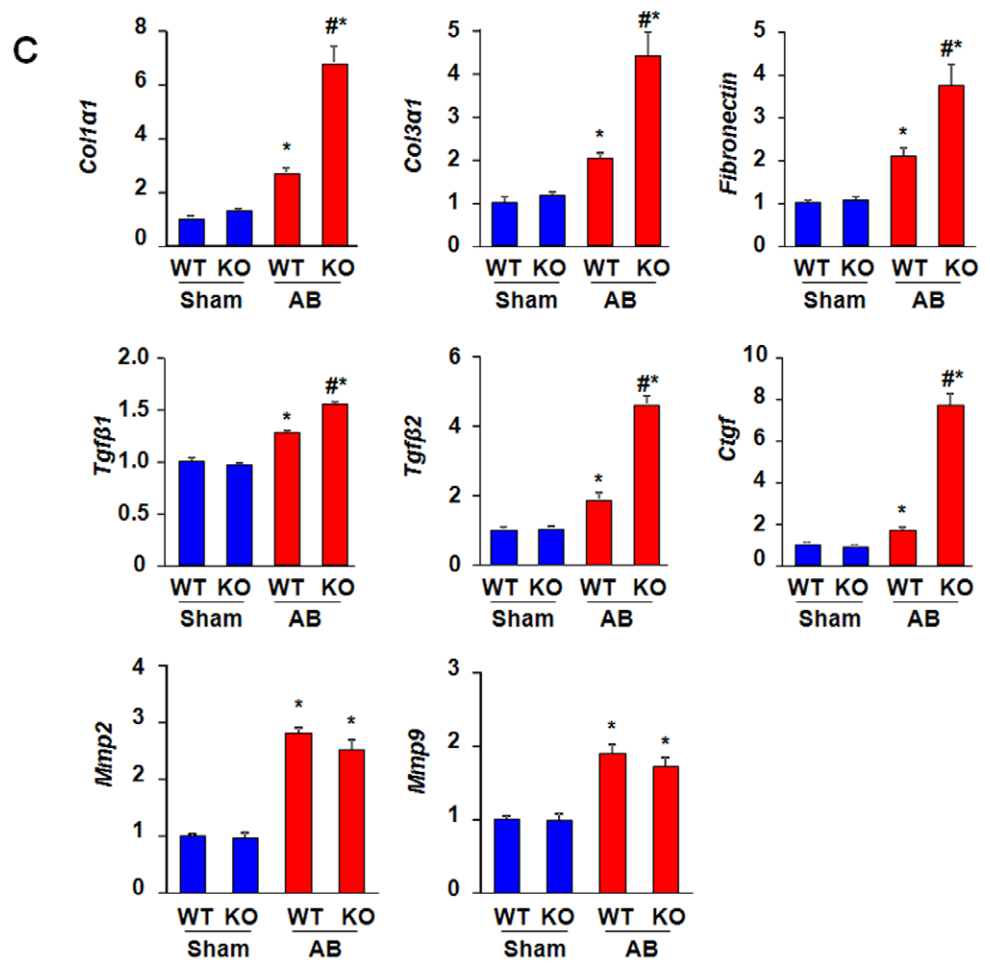 C
Col1α1
8
6
4
2
0
*
#*
WT KO WT KO
Sham AB
Col3α1
5
4
3
2
1
0
*
#*
WT KO WT KO
Sham AB
Fibronectin
5
4
3
2
1
0
*
#*
WT KO WT KO
Sham AB
Tgfβ1
2.0
1.5
1.0
0.5
0
*
#*
WT KO WT KO
Sham AB
Tgfβ2
6
4
2
0
*
#*
WT KO WT KO
Sham AB
Ctgf
10
8
6
4
2
0
*
#*
WT KO WT KO
Sham AB
Mmp2
4
3
2
1
0
*
*
WT KO WT KO
Sham AB
Mmp9
3
2
1
0
*
*
WT KO WT KO
Sham AB